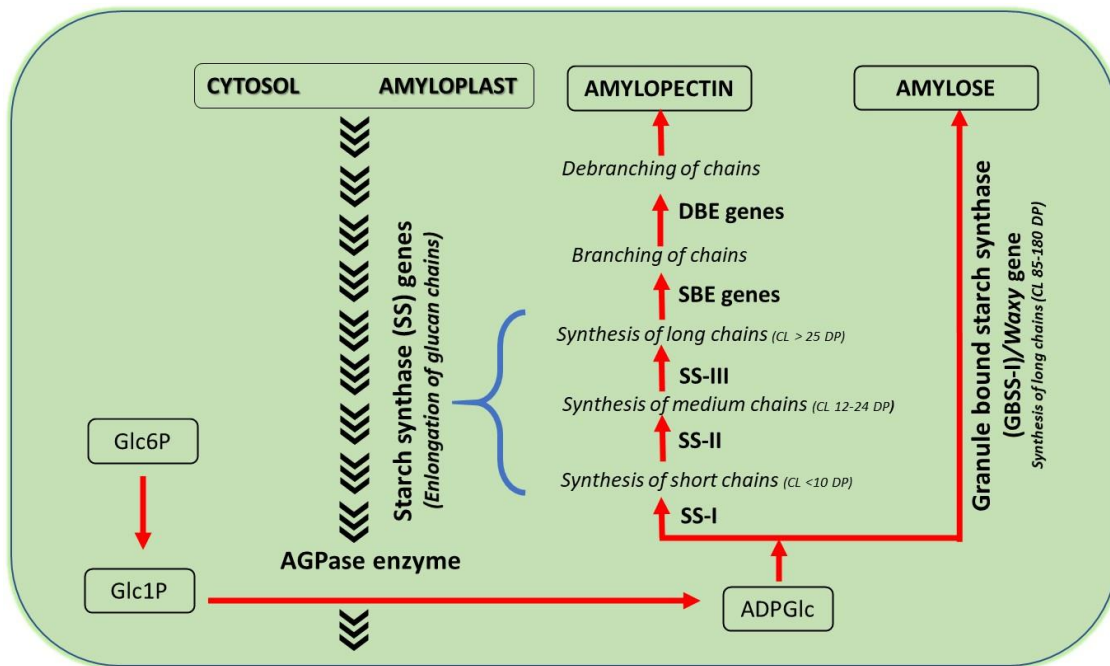 CYTOSOL AMYLOPLAST
AMYLOPECTIN
AMYLOSE
Debranching of chains
DBE genes
Branching of chains
SBE genes
Synthesis of long chains (CL > 25 DP)
SS-III
Synthesis of medium chains (CL 12-24 DP)
SS-II
Synthesis of short chains (CL <10 DP)
SS-I
Starch synthase (SS) genes
(Enlongation of glucan chains)
Granule bound starch synthase
(GBSS-I)/Waxy gene
Synthesis of long chains (CL 85-180 DP)
Glc6P
AGPase enzyme
Glc1P
ADPGlc